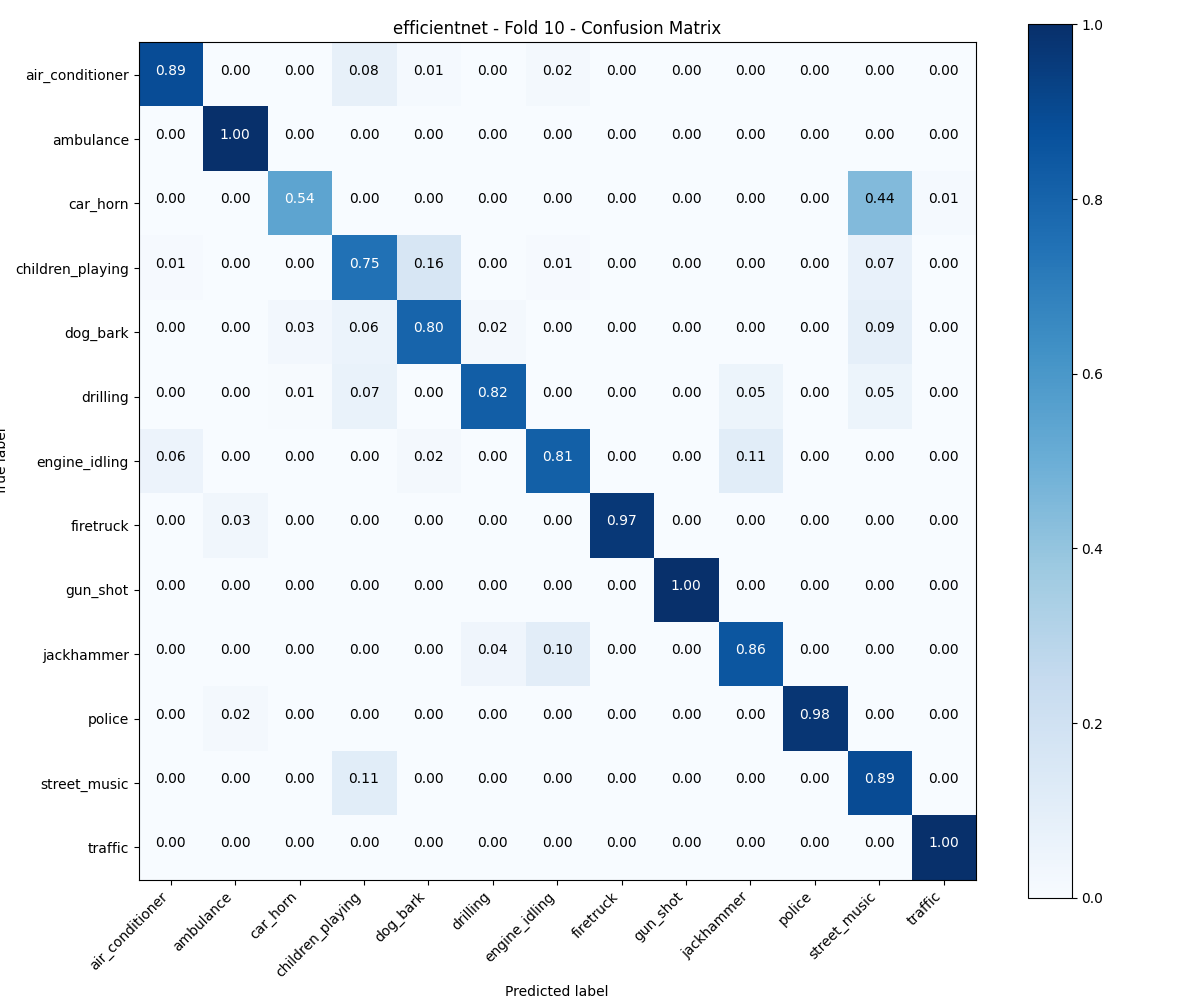 efficientnet - Fold 10 - Confusion Matrix
air_conditioner 0.89 0.00 0.00 0.08 0.01 0.00 0.02 0.00 0.00 0.00 0.00 0.00 0.00
ambulance 0.00 1.00 0.00 0.00 0.00 0.00 0.00 0.00 0.00 0.00 0.00 0.00 0.00
car_horn 0.00 0.00 0.54 0.00 0.00 0.00 0.00 0.00 0.00 0.00 0.00 0.44 0.01
children_playing 0.01 0.00 0.00 0.75 0.16 0.00 0.01 0.00 0.00 0.00 0.00 0.07 0.00
dog_bark 0.00 0.00 0.03 0.06 0.80 0.02 0.00 0.00 0.00 0.00 0.00 0.09 0.00
drilling 0.00 0.00 0.01 0.07 0.00 0.82 0.00 0.00 0.00 0.05 0.00 0.05 0.00
engine_idling 0.06 0.00 0.00 0.00 0.02 0.00 0.81 0.00 0.00 0.11 0.00 0.00 0.00
firetruck 0.00 0.03 0.00 0.00 0.00 0.00 0.00 0.97 0.00 0.00 0.00 0.00 0.00
gun_shot 0.00 0.00 0.00 0.00 0.00 0.00 0.00 0.00 1.00 0.00 0.00 0.00 0.00
jackhammer 0.00 0.00 0.00 0.00 0.00 0.04 0.10 0.00 0.00 0.86 0.00 0.00 0.00
police 0.00 0.02 0.00 0.00 0.00 0.00 0.00 0.00 0.00 0.00 0.98 0.00 0.00
street_music 0.00 0.00 0.00 0.11 0.00 0.00 0.00 0.00 0.00 0.00 0.00 0.89 0.00
traffic 0.00 0.00 0.00 0.00 0.00 0.00 0.00 0.00 0.00 0.00 0.00 0.00 1.00
air_conditioner ambulance car_horn children_playing dog_bark drilling engine_idling firetruck gun_shot jackhammer police street_music traffic
Predicted label
label
1.0
0.8
0.6
0.4
0.2
0.0